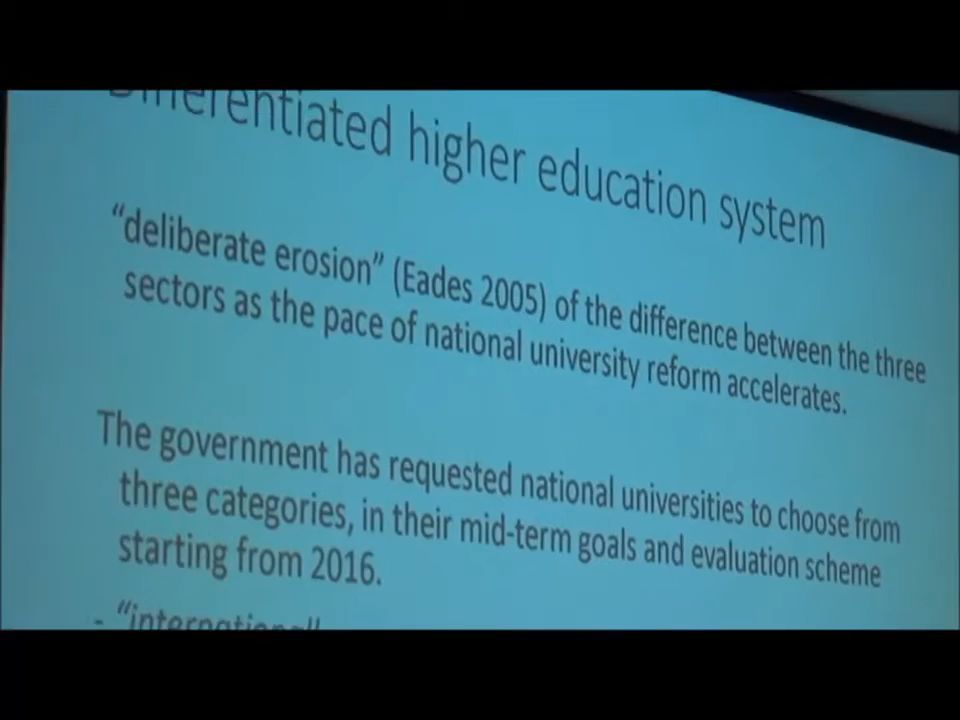 Differentiated higher education system
“deliberate erosion” (Eades 2005) of the difference between the three
sectors as the pace of national university reform accelerates.
The government has requested national universities to choose from
three categories, in their mid-term goals and evaluation scheme
starting from 2016.
- “international”